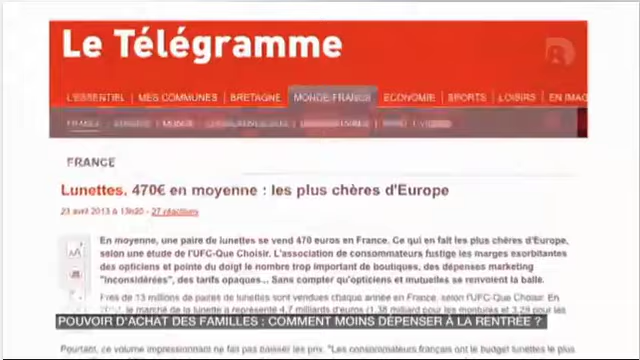 Le Télégramme
L'ESSENTIEL | MES COMMUNES | BRETAGNE | MONDE FRANCE | ECONOMIE | SPORTS | LOISIRS | EN IMAG
FRANCE MONDE
FRANCE
Lunettes. 470€ en moyenne : les plus chères d'Europe
23 avril 2013 à 13h20 - 27 réactions
En moyenne, une paire de lunettes se vend 470 euros en France. Ce qui en fait les plus chères d'Europe,
selon une étude de l'UFC-Que Choisir. L'association de consommateurs fustige les marges exorbitantes
des opticiens et pointe du doigt le nombre trop important de boutiques, des dépenses marketing
"inconsidérées", des tarifs opaques... Sans compter qu'opticiens et mutuelles se renvoient la balle.
Près de 13 millions de paires de lunettes sont vendues chaque année en France, selon l'UFC-Que Choisir. En
le marché de la lunette a représenté 4,7 milliards d'euros (1,38 milliard pour les montures et 3,29 pour les
POUVOIR D'ACHAT DES FAMILLES : COMMENT MOINS DÉPENSER À LA RENTRÉE ?
Pourtant, ce volume impressionnant ne fait pas baisser les prix. "Les consommateurs français ont le budget lunettes le plus